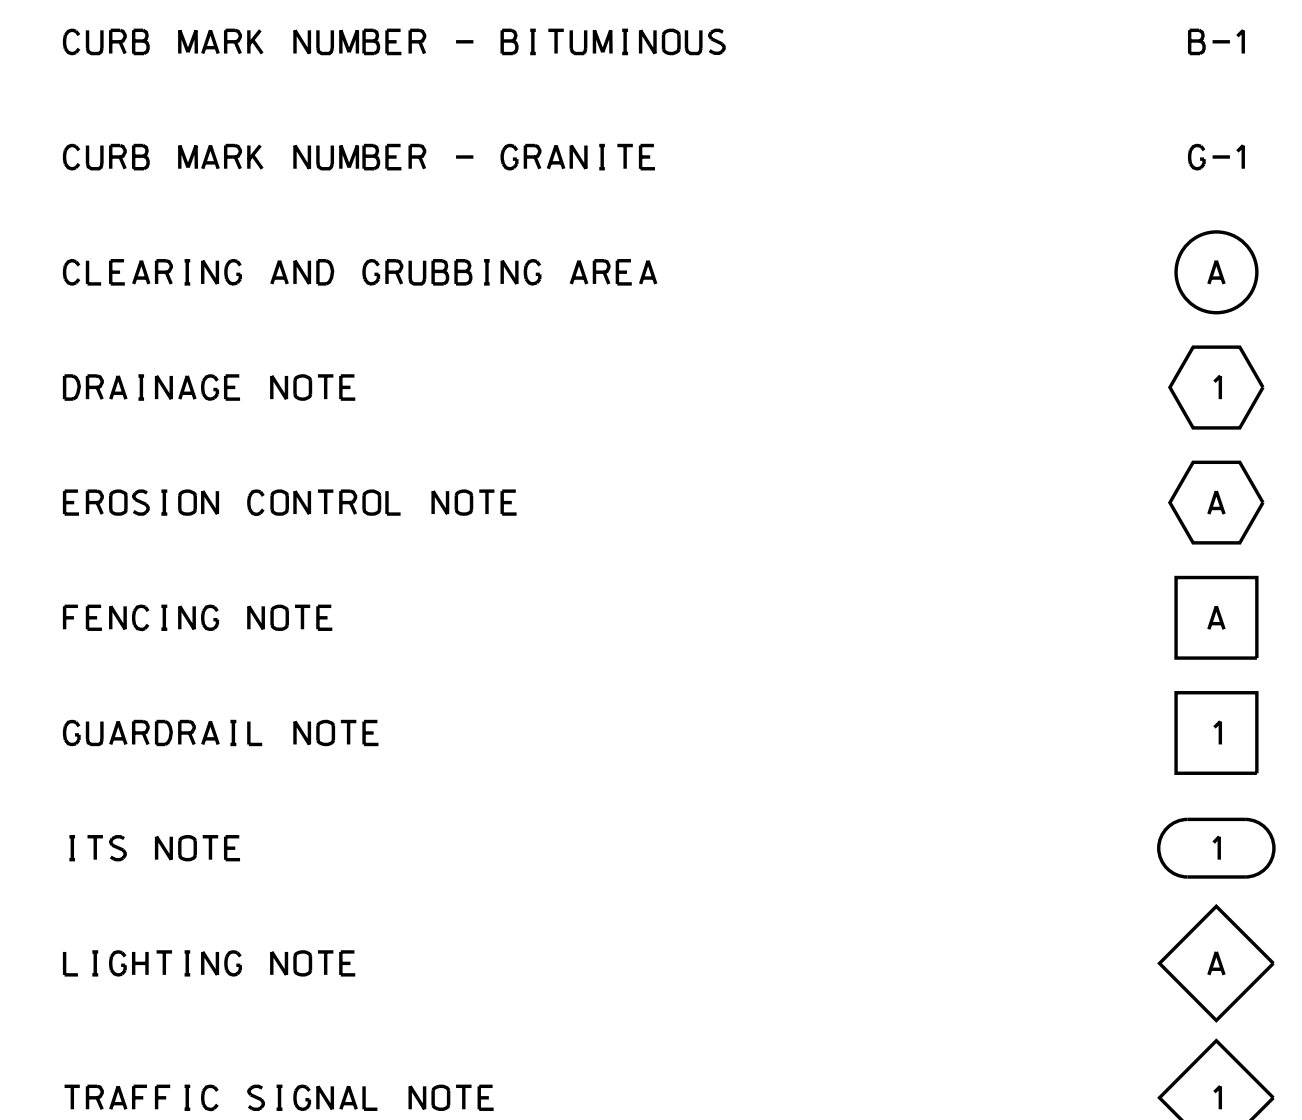 CURB MARK NUMBER - BITUMINOUS B-1
CURB MARK NUMBER - GRANITE G-1
CLEARING AND GRUBBING AREA A
DRAINAGE NOTE 1
EROSION CONTROL NOTE A
FENCING NOTE A
GUARDRAIL NOTE 1
ITS NOTE 1
LIGHTING NOTE A
TRAFFIC SIGNAL NOTE 1